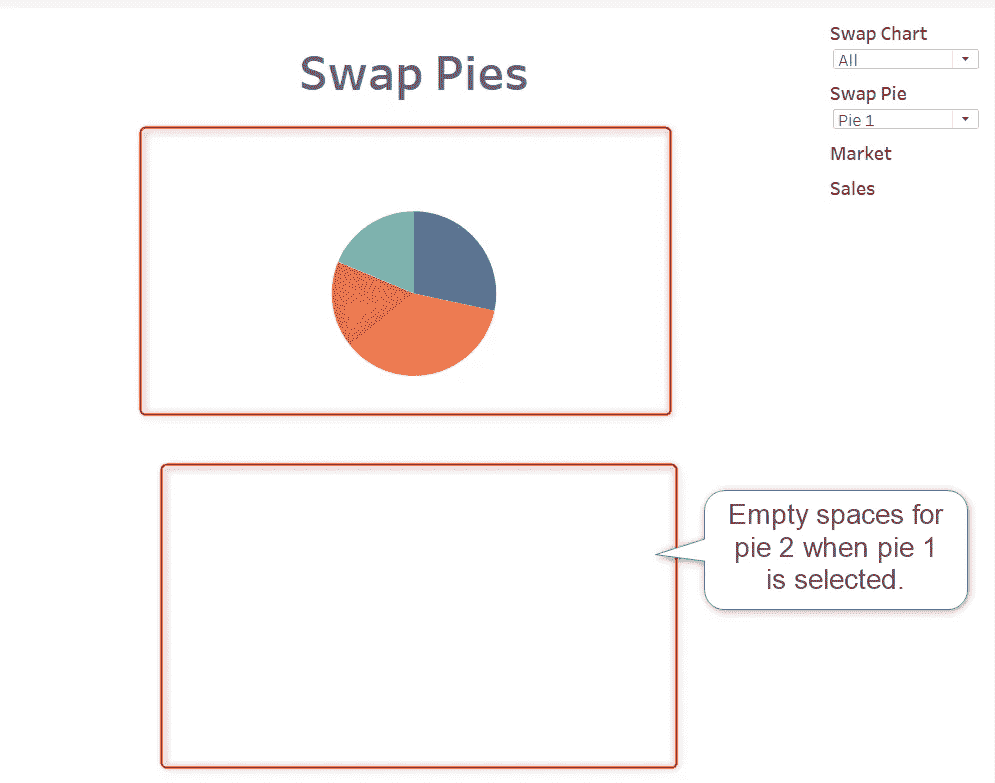 Swap Pies
Swap Chart
All
Swap Pie
Pie 1
Market
Sales
Empty spaces for
pie 2 when pie 1
is selected.